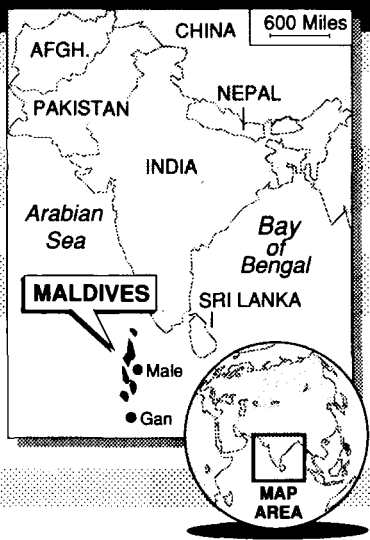 600 Miles
CHINA
AFGH.
NEPAL
PAKISTAN
INDIA
Arabian
Sea
Bay
of
Bengal
MALDIVES
SRI LANKA
Male
Gan
MAP
AREA